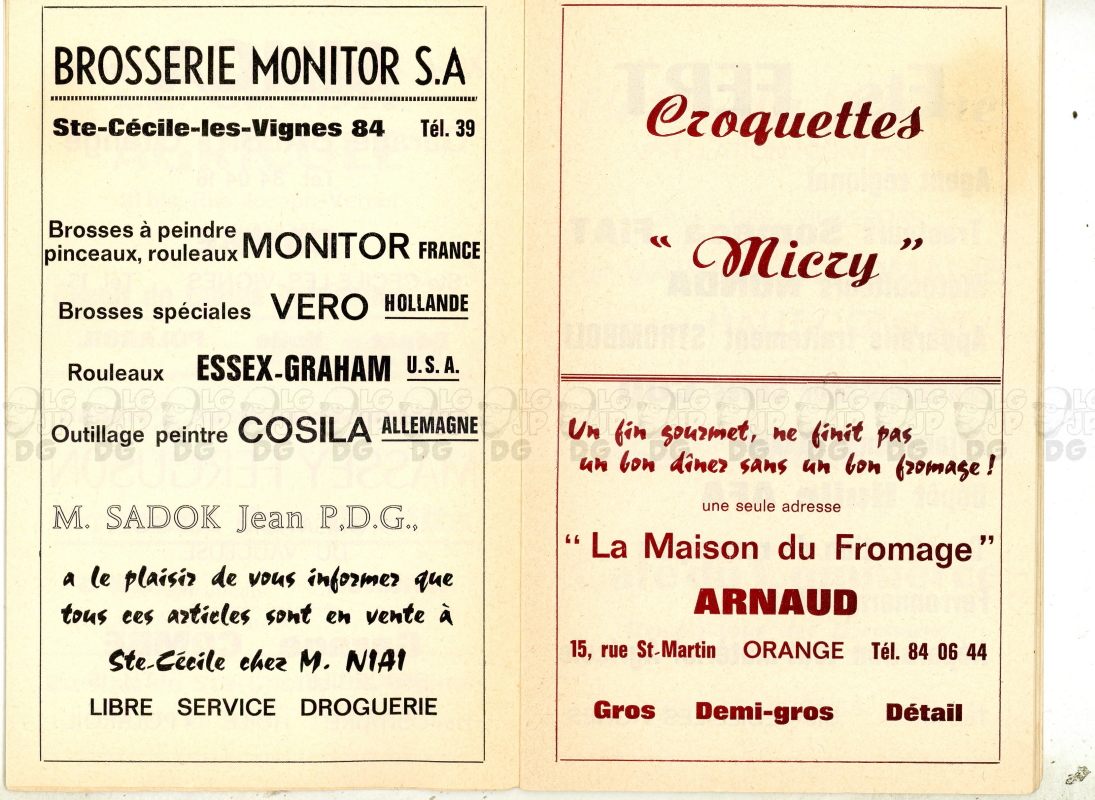 BROSSERIE MONITOR S.A
Ste-Cécile-les-Vignes 84 Tél. 39
Brosses à peindre
pinceaux, rouleaux MONITOR FRANCE
Brosses spéciales VERO HOLLANDE
Rouleaux ESSEX-GRAHAM U.S.A.
Outillage peintre COSILA ALLEMAGNE
M. SADOK Jean P.D.G.,
a le plaisir de vous informer que
tous ces articles sont en vente à
Ste-Cécile chez M. NIAI
LIBRE SERVICE DROGUERIE
Croquettes
“ Micry ”
Un fin gourmet, ne finit pas
un bon dîner sans un bon fromage !
une seule adresse
“ La Maison du Fromage ”
ARNAUD
15, rue St-Martin ORANGE Tél. 84 06 44
Gros Demi-gros Détail